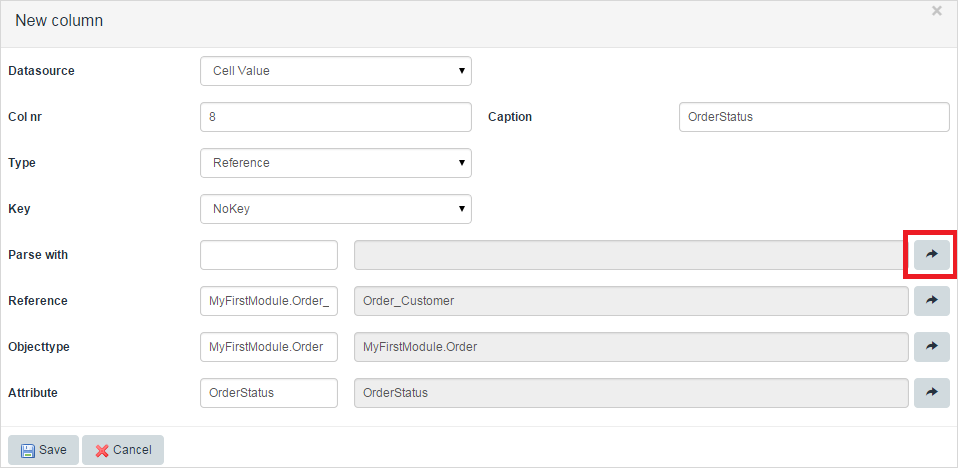 New column
Datasource Cell Value
Col nr 8 Caption OrderStatus
Type Reference
Key NoKey
Parse with
Reference MyFirstModule.Order_ Order_Customer
Objecttype MyFirstModule.Order MyFirstModule.Order
Attribute OrderStatus OrderStatus
Save Cancel